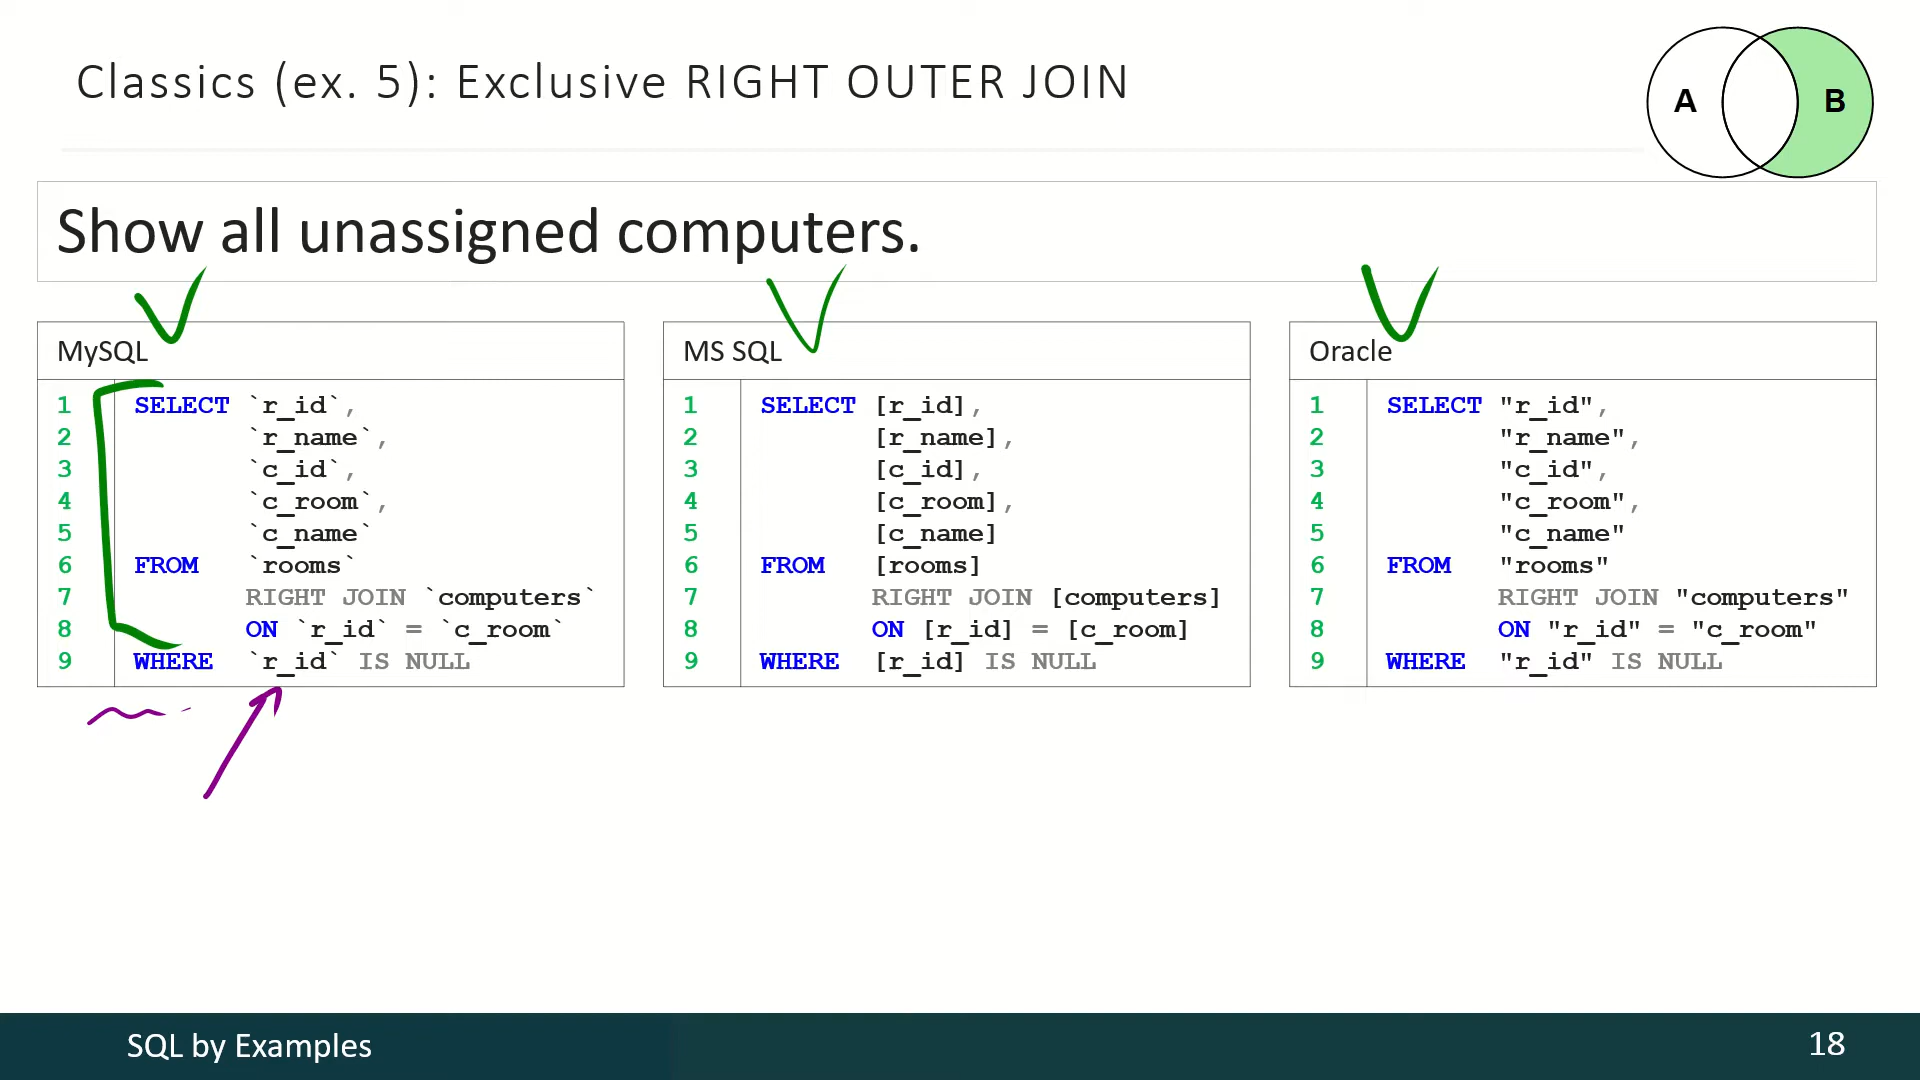 Classics (ex. 5): Exclusive RIGHT OUTER JOIN
A B
Show all unassigned computers.
MySQL
1 SELECT `r_id`,
2 `r_name`,
3 `c_id`,
4 `c_room`,
5 `c_name`
6 FROM `rooms`
7 RIGHT JOIN `computers`
8 ON `r_id` = `c_room`
9 WHERE `r_id` IS NULL
MS SQL
1 SELECT [r_id],
2 [r_name],
3 [c_id],
4 [c_room],
5 [c_name]
6 FROM [rooms]
7 RIGHT JOIN [computers]
8 ON [r_id] = [c_room]
9 WHERE [r_id] IS NULL
Oracle
1 SELECT "r_id",
2 "r_name",
3 "c_id",
4 "c_room",
5 "c_name"
6 FROM "rooms"
7 RIGHT JOIN "computers"
8 ON "r_id" = "c_room"
9 WHERE "r_id" IS NULL
SQL by Examples
18